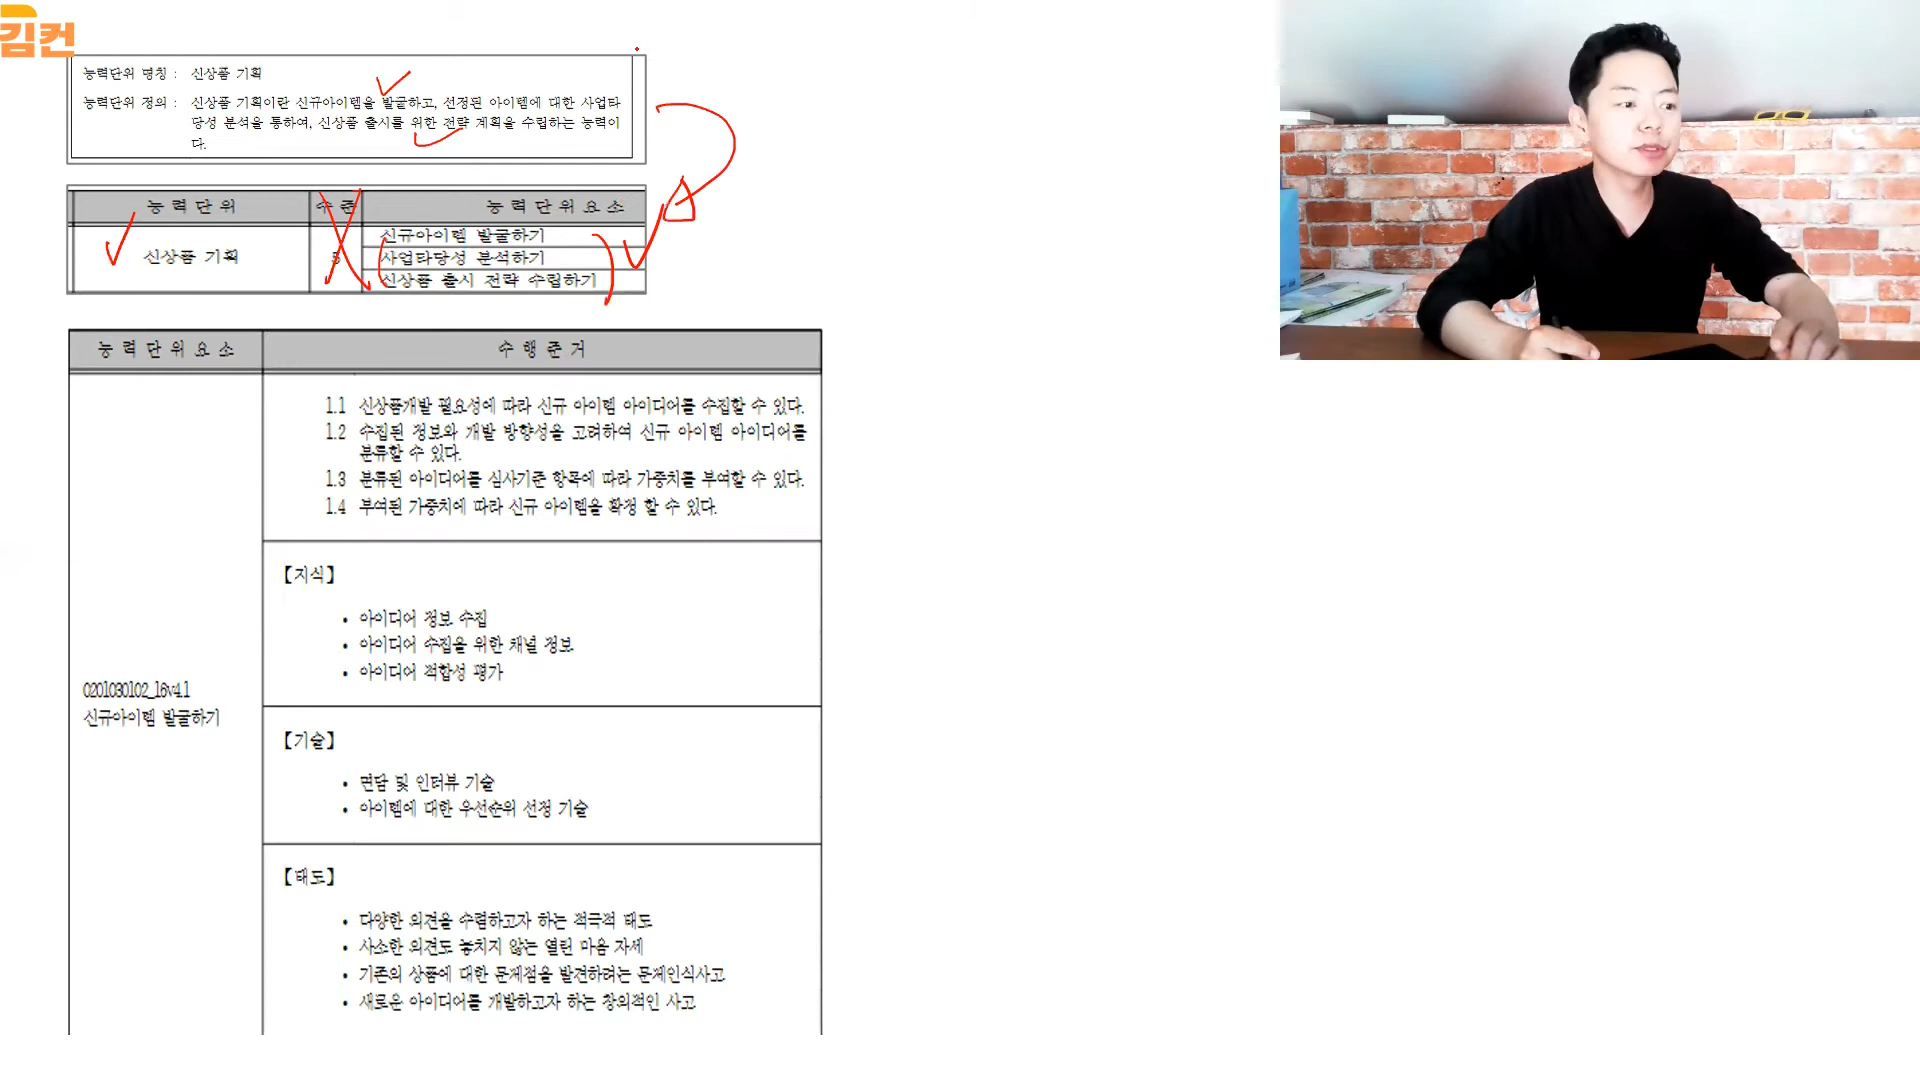 김컨
능력단위 명칭 : 신상품 기획
능력단위 정의 : 신상품 기획이란 신규아이템을 발굴하고, 선정된 아이템에 대한 사업타
당성 분석을 통하여, 신상품 출시를 위한 전략 계획을 수립하는 능력이
다.
능력단위 수준 능력단위요소
신상품 기획 5 신규아이템 발굴하기
사업타당성 분석하기
신상품 출시 전략 수립하기
능력단위요소 수행준거
1.1 신상품개발 필요성에 따라 신규 아이템 아이디어를 수집할 수 있다.
1.2 수집된 정보와 개발 방향성을 고려하여 신규 아이템 아이디어를
분류할 수 있다.
1.3 분류된 아이디어를 심사기준 항목에 따라 가중치를 부여할 수 있다.
1.4 부여된 가중치에 따라 신규 아이템을 확정 할 수 있다.
【지식】
• 아이디어 정보 수집
• 아이디어 수집을 위한 채널 정보
• 아이디어 적합성 평가
0201030102_16v4.1
신규아이템 발굴하기
【기술】
• 면담 및 인터뷰 기술
• 아이템에 대한 우선순위 선정 기술
【태도】
• 다양한 의견을 수렴하고자 하는 적극적 태도
• 사소한 의견도 놓치지 않는 열린 마음 자세
• 기존의 상품에 대한 문제점을 발견하려는 문제인식사고
• 새로운 아이디어를 개발하고자 하는 창의적인 사고